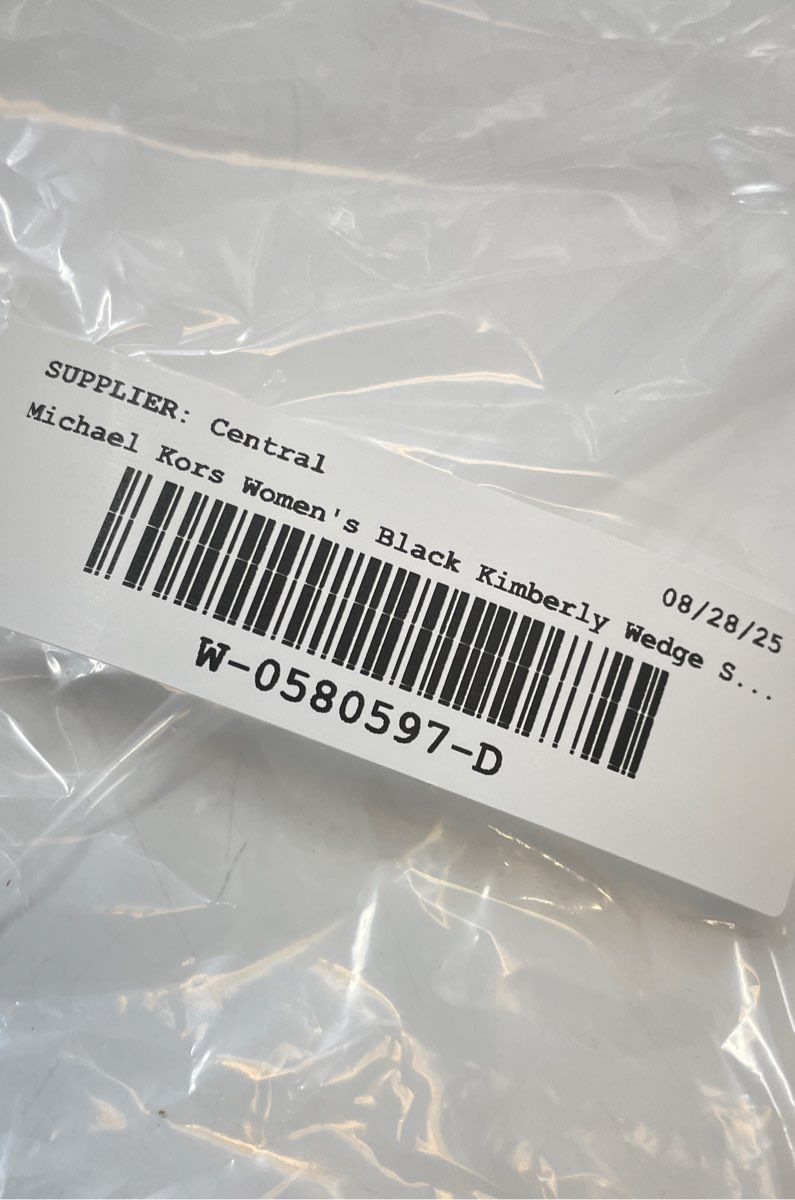 SUPPLIER: Central
08/28/25
Michael Kors Women's Black Kimberly Wedge S...
W-0580597-D